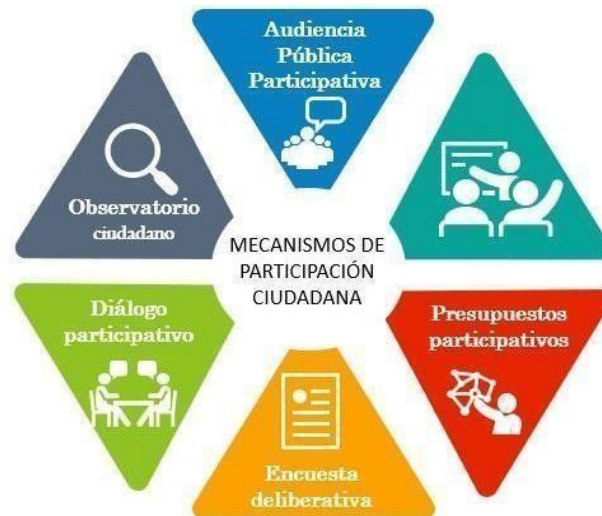 Audiencia
Pública
Participativa
Observatorio
ciudadano
MECANISMOS DE
PARTICIPACIÓN
CIUDADANA
Diálogo
participativo
Presupuestos
participativos
Encuesta
deliberativa